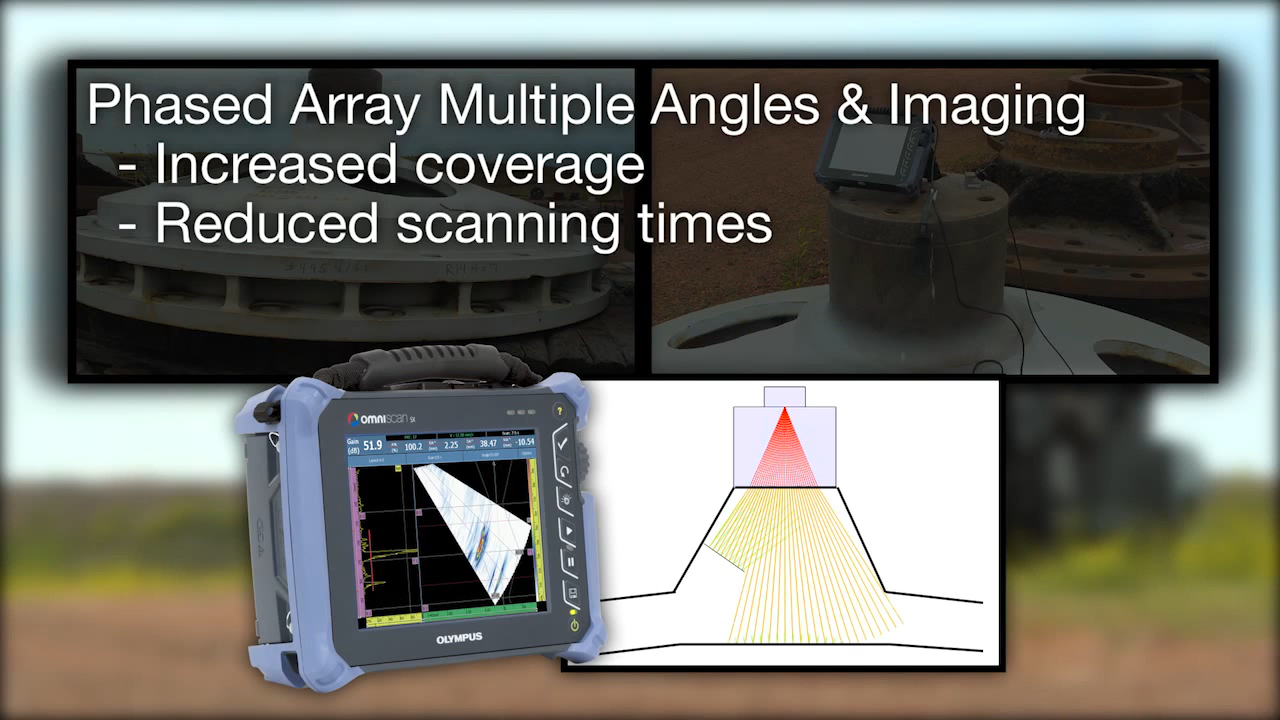 Phased Array Multiple Angles & Imaging
- Increased coverage
- Reduced scanning times
omniscan SX
Gain
(dB)
51.9
100.2
2.25
38.47
-10.54
OLYMPUS